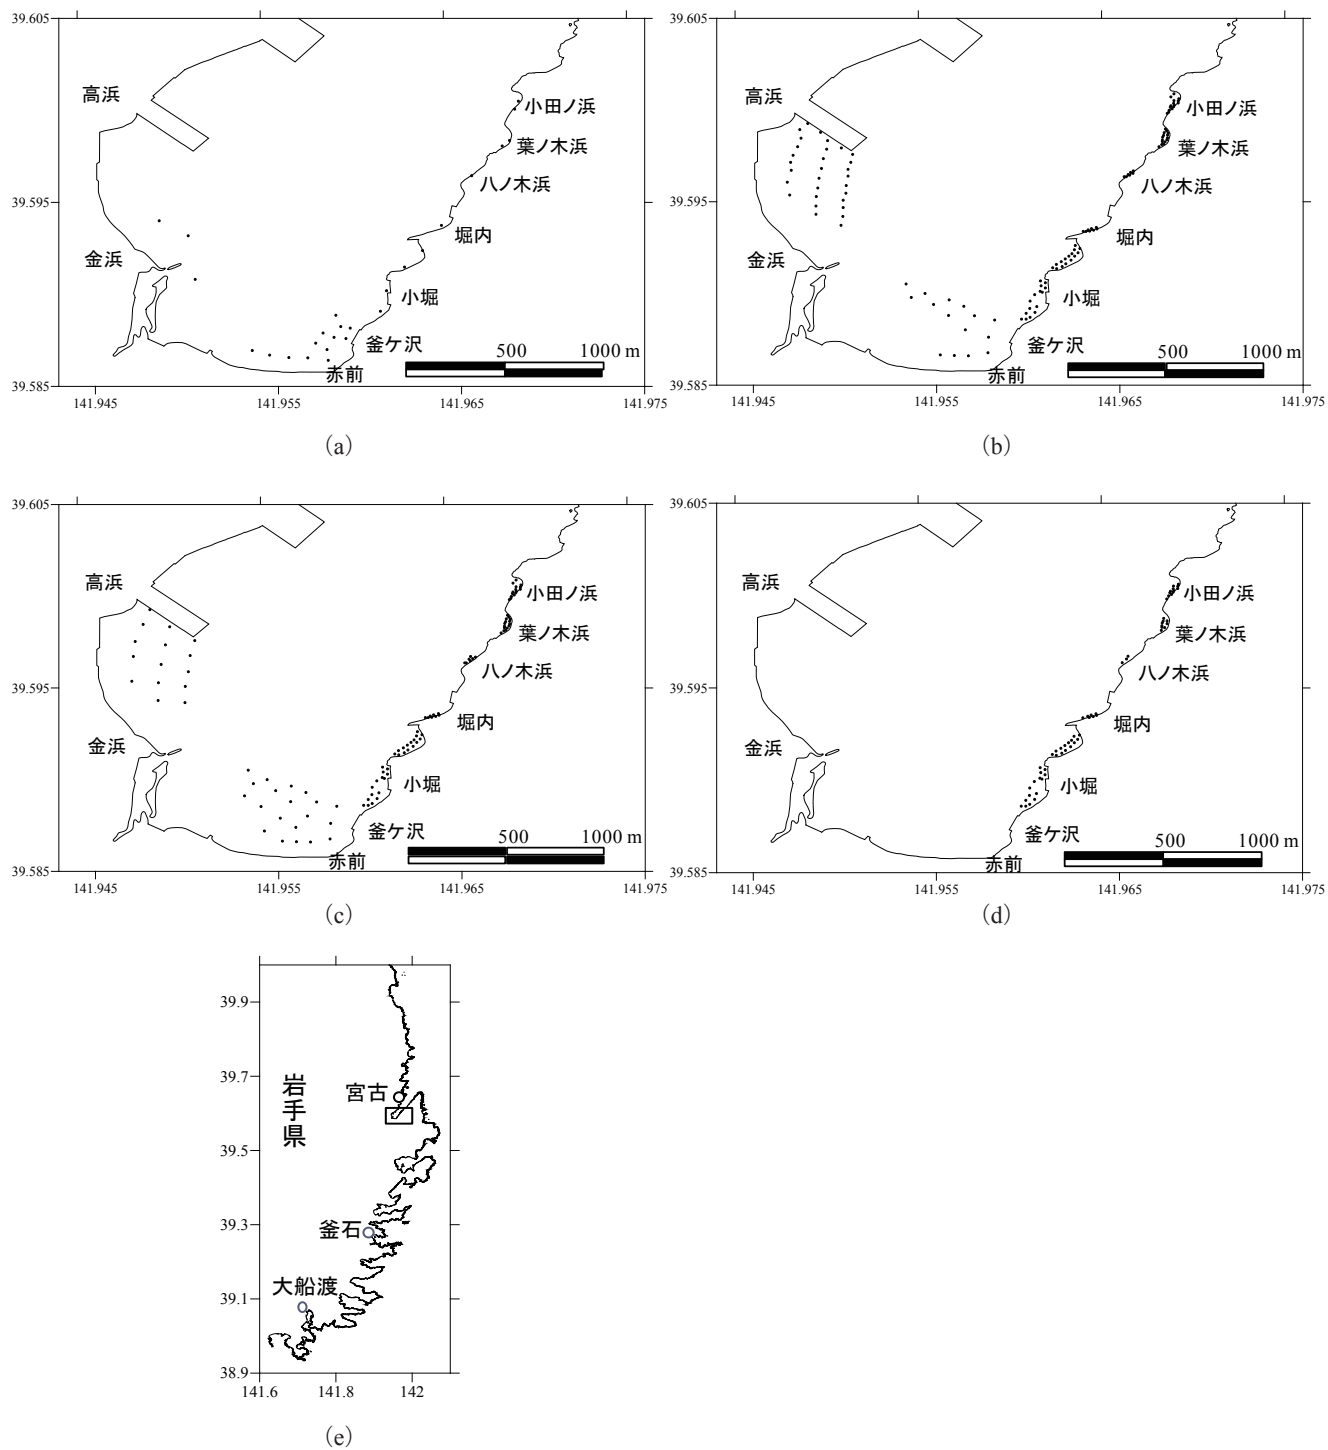 39.605
高浜
小田ノ浜
葉ノ木浜
八ノ木浜
39.595
堀内
金浜
小堀
釜ケ沢
500 1000 m
赤前
39.585
141.945 141.955 141.965 141.975
(a)
39.605
高浜
小田ノ浜
葉ノ木浜
八ノ木浜
39.595
堀内
金浜
小堀
釜ケ沢
500 1000 m
赤前
39.585
141.945 141.955 141.965 141.975
(b)
39.605
高浜
小田ノ浜
葉ノ木浜
八ノ木浜
39.595
堀内
金浜
小堀
釜ケ沢
500 1000 m
赤前
39.585
141.945 141.955 141.965 141.975
(c)
39.605
高浜
小田ノ浜
葉ノ木浜
八ノ木浜
39.595
堀内
金浜
小堀
釜ケ沢
500 1000 m
赤前
39.585
141.945 141.955 141.965 141.975
(d)
39.9
39.7
宮古
岩手県
39.5
39.3
釜石
大船渡
39.1
38.9
141.6 141.8 142
(e)